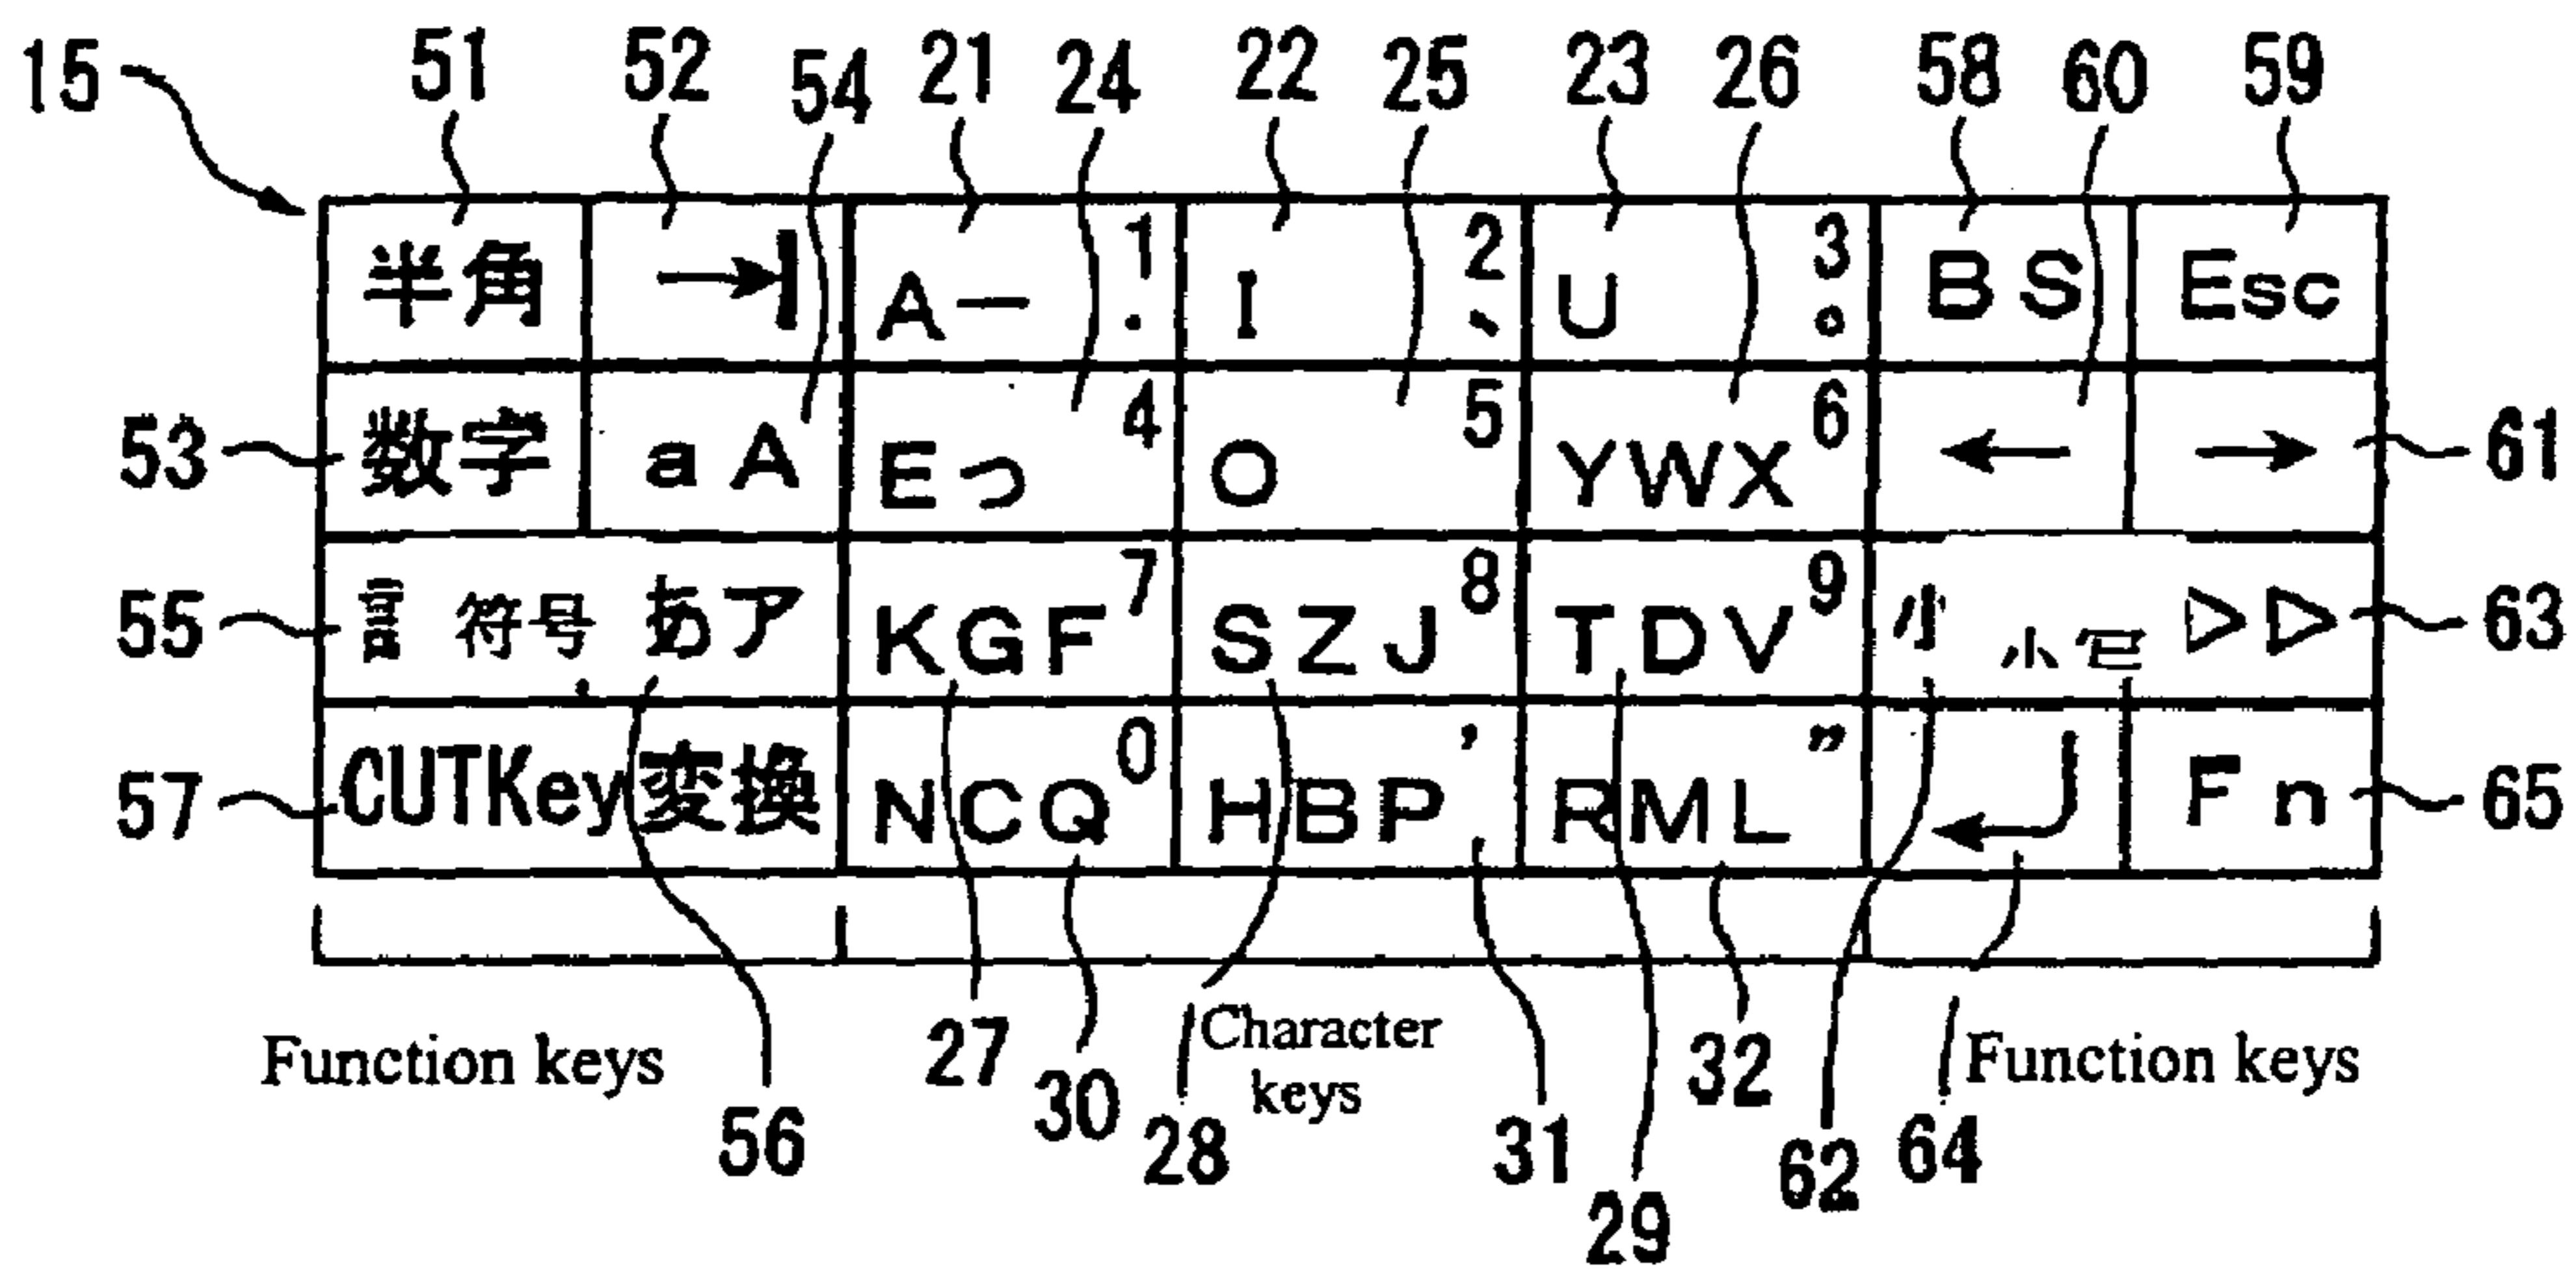 15 51 52 54 21 24 22 25 23 26 58 60 59
半角 →| A— 1 . I 2 、 U 3 。 BS Esc
53 数字 aA Eっ 4 O 5 YWX 6 ← → 61
55 符号 あア KGF 7 SZJ 8 TDV 9 小 小 ▷▷ 63
57 CUTKey 変換 NCQ 0 HBP ' RML " Fn 65
Function keys Character keys Function keys
56 27 30 28 31 29 32 62 64